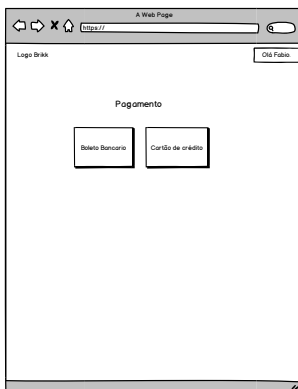 A Web Page
https://
Logo Brikk
Olá Fabio.
Pagamento
Boleto Bancario
Cartão de crédito